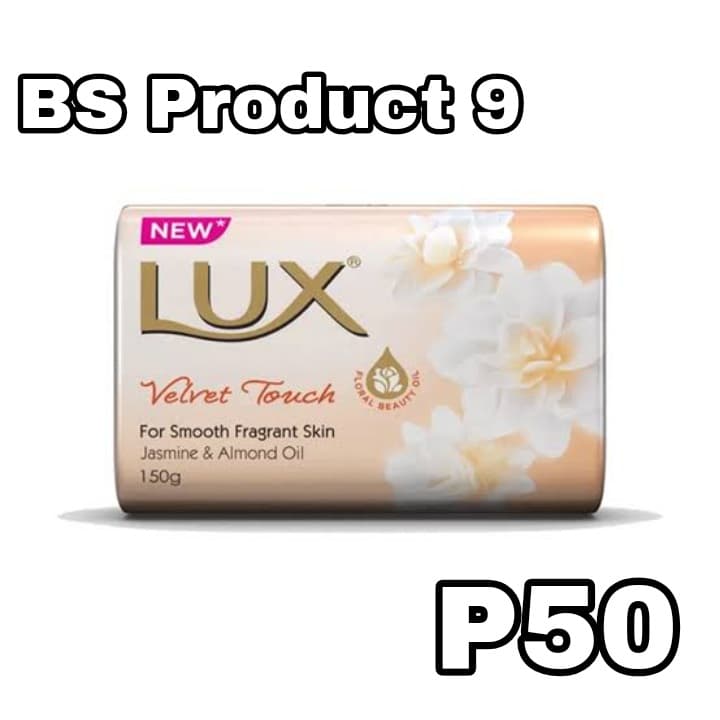 BS Product 9
NEW*
LUX®
Velvet Touch
FLORAL BEAUTY OIL
For Smooth Fragrant Skin
Jasmine & Almond Oil
150g
P50